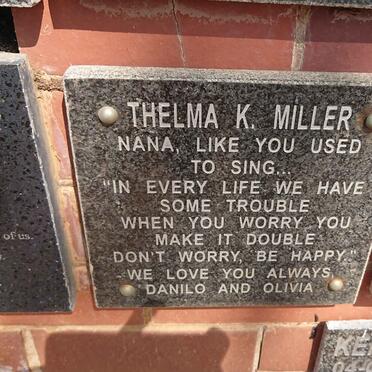 THELMA K. MILLER
NANA, LIKE YOU USED
TO SING...
"IN EVERY LIFE WE HAVE
SOME TROUBLE
WHEN YOU WORRY YOU
MAKE IT DOUBLE
DON'T WORRY, BE HAPPY."
WE LOVE YOU ALWAYS,
DANILO AND OLIVIA
of us.